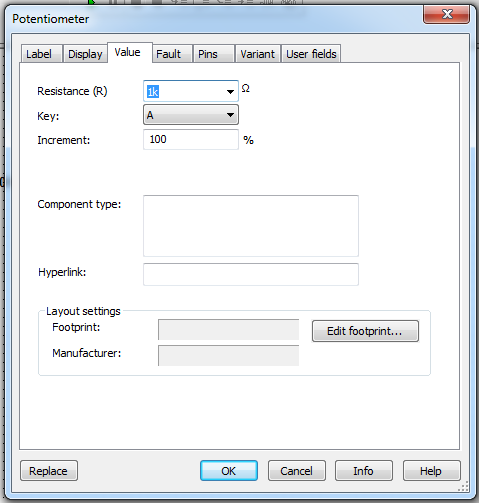 Potentiometer
Label Display Value Fault Pins Variant User fields
Resistance (R) 1k Ω
Key: A
Increment: 100 %
Component type:
Hyperlink:
Layout settings
Footprint: Edit footprint...
Manufacturer:
Replace OK Cancel Info Help